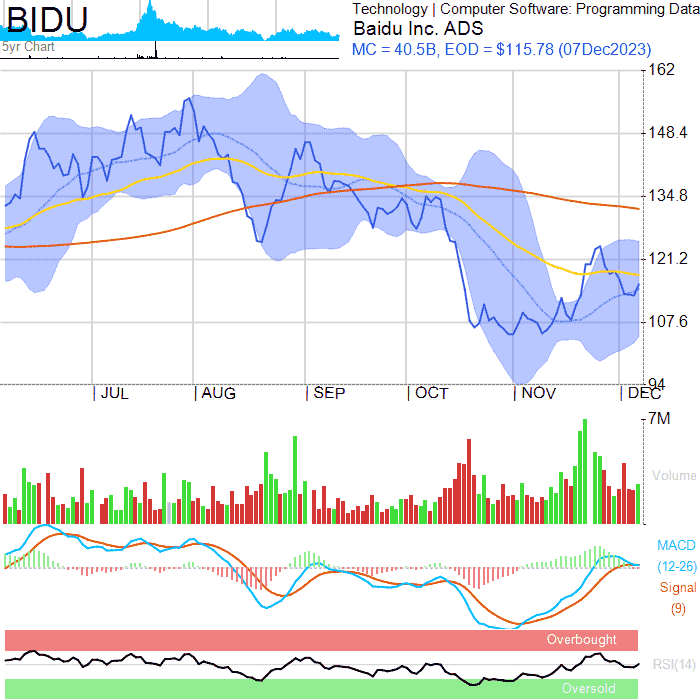 BIDU
5yr Chart
Technology | Computer Software: Programming Data
Baidu Inc. ADS
MC = 40.5B, EOD = $115.78 (07Dec2023)
162
148.4
134.8
121.2
107.6
94
JUL AUG SEP OCT NOV DEC
7M
Volume
MACD
(12-26)
Signal
(9)
Overbought
RSI(14)
Oversold